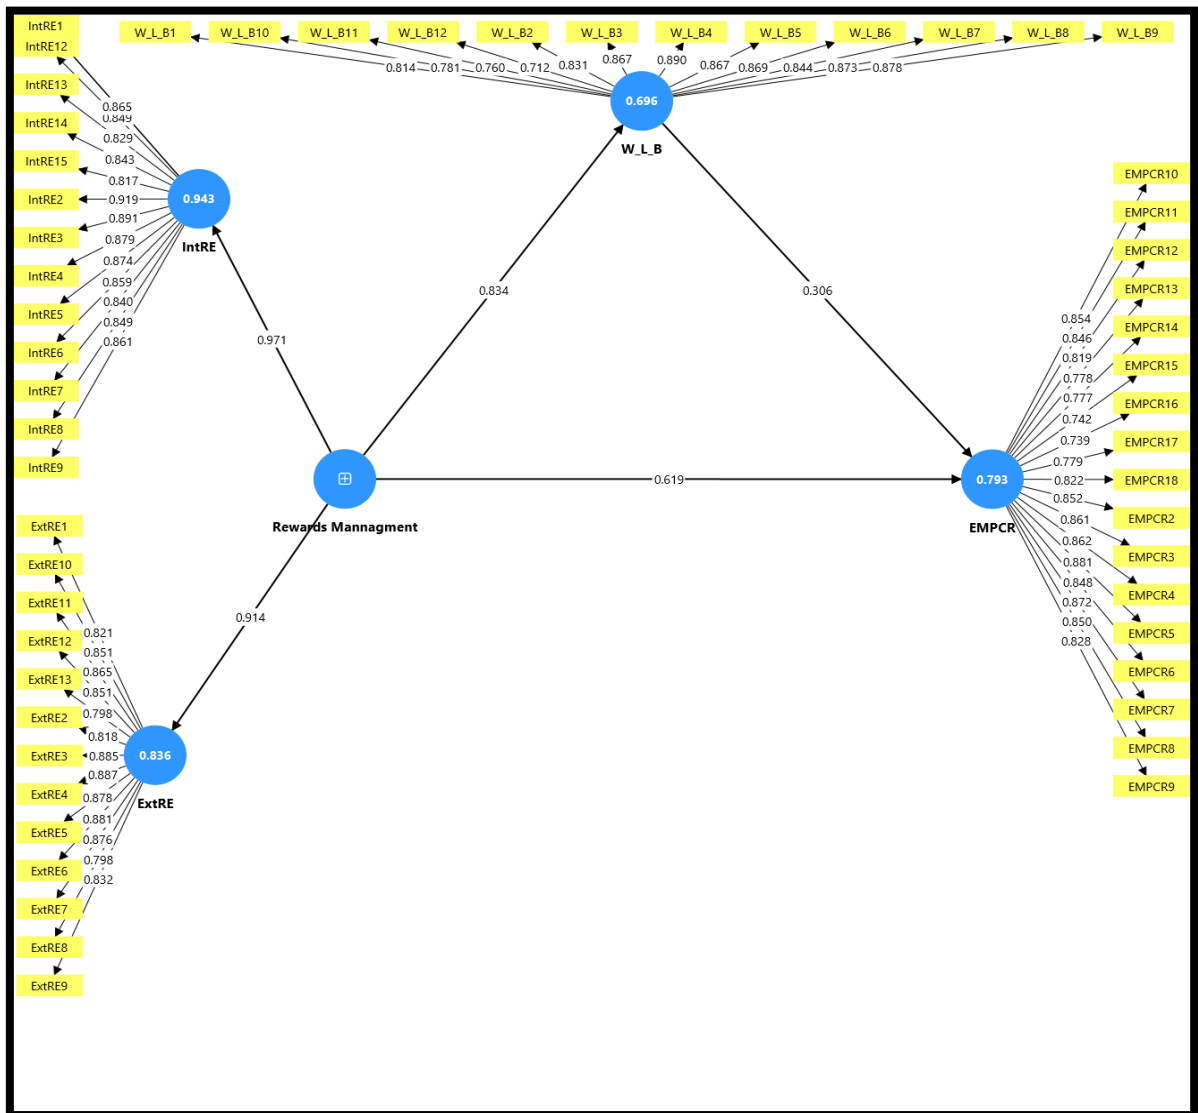 IntRE1
IntRE12
IntRE13
IntRE14
IntRE15
IntRE2
IntRE3
IntRE4
IntRE5
IntRE6
IntRE7
IntRE8
IntRE9
0.865
0.849
0.829
0.843
0.817
0.919
0.891
0.879
0.874
0.859
0.840
0.849
0.861
0.943
IntRE
W_L_B1 W_L_B10 W_L_B11 W_L_B12 W_L_B2 W_L_B3 W_L_B4 W_L_B5 W_L_B6 W_L_B7 W_L_B8 W_L_B9
0.814 0.781 0.760 0.712 0.831 0.867 0.890 0.867 0.869 0.844 0.873 0.878
0.696
W_L_B
0.834
0.306
0.971
Rewards Mannagment
0.619
0.914
EMPCR10
EMPCR11
EMPCR12
EMPCR13
EMPCR14
EMPCR15
EMPCR16
EMPCR17
EMPCR18
EMPCR2
EMPCR3
EMPCR4
EMPCR5
EMPCR6
EMPCR7
EMPCR8
EMPCR9
0.854
0.846
0.819
0.778
0.777
0.742
0.739
0.779
0.822
0.852
0.861
0.862
0.881
0.848
0.872
0.850
0.828
0.793
EMPCR
ExtRE1
ExtRE10
ExtRE11
ExtRE12
ExtRE13
ExtRE2
ExtRE3
ExtRE4
ExtRE5
ExtRE6
ExtRE7
ExtRE8
ExtRE9
0.821
0.851
0.865
0.851
0.798
0.818
0.885
0.887
0.878
0.881
0.876
0.798
0.832
0.836
ExtRE